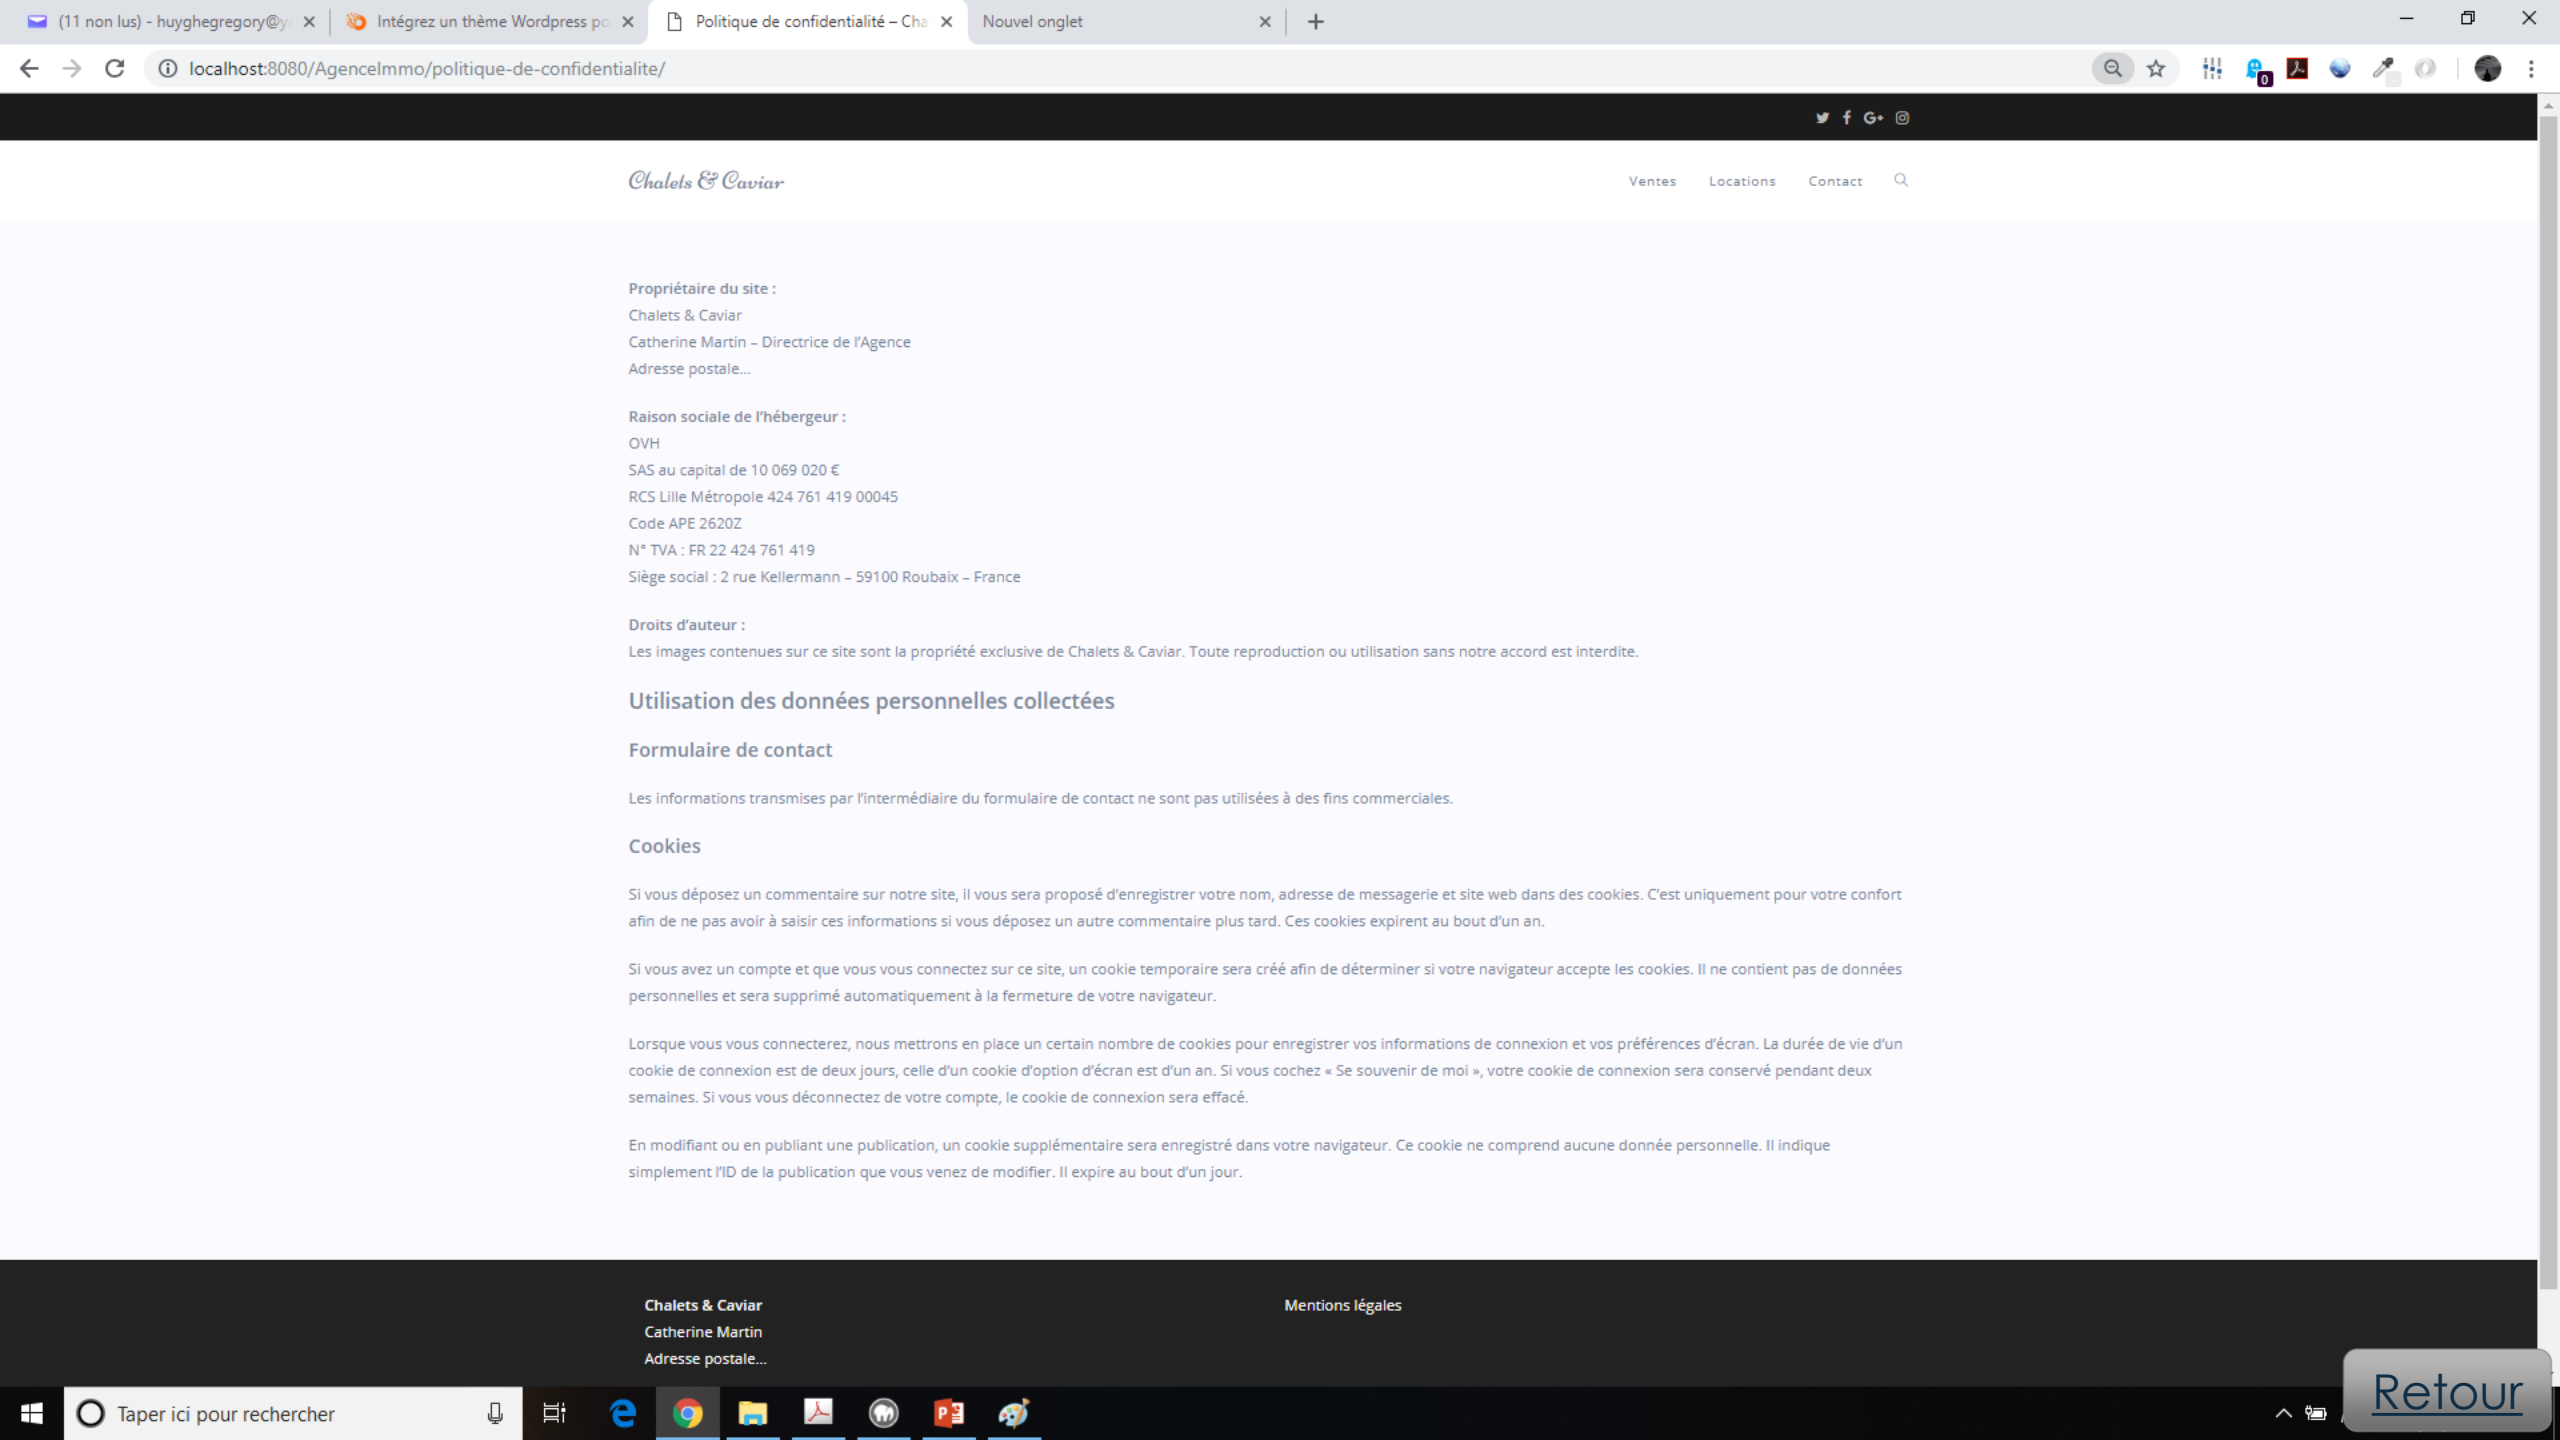 (11 non lus) - huyghegregory@y
Intégrez un thème Wordpress po
Politique de confidentialité – Cha
Nouvel onglet
localhost:8080/AgenceImmo/politique-de-confidentialite/
0
Chalets & Caviar
Ventes
Locations
Contact
Propriétaire du site :
Chalets & Caviar
Catherine Martin – Directrice de l’Agence
Adresse postale…
Raison sociale de l’hébergeur :
OVH
SAS au capital de 10 069 020 €
RCS Lille Métropole 424 761 419 00045
Code APE 2620Z
N° TVA : FR 22 424 761 419
Siège social : 2 rue Kellermann – 59100 Roubaix – France
Droits d’auteur :
Les images contenues sur ce site sont la propriété exclusive de Chalets & Caviar. Toute reproduction ou utilisation sans notre accord est interdite.
Utilisation des données personnelles collectées
Formulaire de contact
Les informations transmises par l’intermédiaire du formulaire de contact ne sont pas utilisées à des fins commerciales.
Cookies
Si vous déposez un commentaire sur notre site, il vous sera proposé d’enregistrer votre nom, adresse de messagerie et site web dans des cookies. C’est uniquement pour votre confort
afin de ne pas avoir à saisir ces informations si vous déposez un autre commentaire plus tard. Ces cookies expirent au bout d’un an.
Si vous avez un compte et que vous vous connectez sur ce site, un cookie temporaire sera créé afin de déterminer si votre navigateur accepte les cookies. Il ne contient pas de données
personnelles et sera supprimé automatiquement à la fermeture de votre navigateur.
Lorsque vous vous connecterez, nous mettrons en place un certain nombre de cookies pour enregistrer vos informations de connexion et vos préférences d’écran. La durée de vie d’un
cookie de connexion est de deux jours, celle d’un cookie d’option d’écran est d’un an. Si vous cochez « Se souvenir de moi », votre cookie de connexion sera conservé pendant deux
semaines. Si vous vous déconnectez de votre compte, le cookie de connexion sera effacé.
En modifiant ou en publiant une publication, un cookie supplémentaire sera enregistré dans votre navigateur. Ce cookie ne comprend aucune donnée personnelle. Il indique
simplement l’ID de la publication que vous venez de modifier. Il expire au bout d’un jour.
Chalets & Caviar
Catherine Martin
Adresse postale…
Mentions légales
Retour
Taper ici pour rechercher